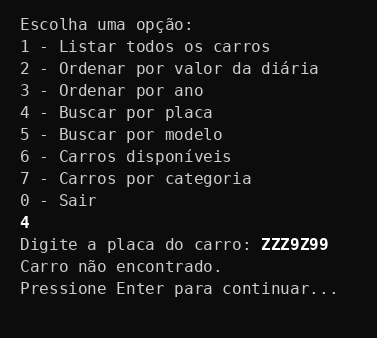 Escolha uma opção:
1 - Listar todos os carros
2 - Ordenar por valor da diária
3 - Ordenar por ano
4 - Buscar por placa
5 - Buscar por modelo
6 - Carros disponíveis
7 - Carros por categoria
0 - Sair
4
Digite a placa do carro: ZZZ9Z99
Carro não encontrado.
Pressione Enter para continuar...